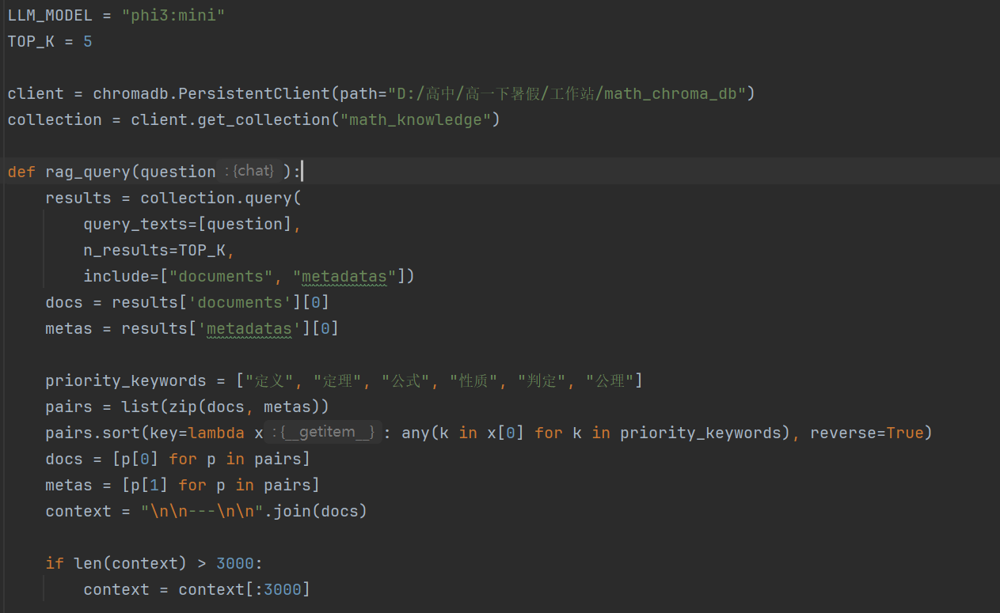 LLM_MODEL = "phi3:mini"
TOP_K = 5
client = chromadb.PersistentClient(path="D:/高中/高一下暑假/工作站/math_chroma_db")
collection = client.get_collection("math_knowledge")
def rag_query(question : {chat} ):
    results = collection.query(
        query_texts=[question],
        n_results=TOP_K,
        include=["documents", "metadatas"])
    docs = results['documents'][0]
    metas = results['metadatas'][0]
    priority_keywords = ["定义", "定理", "公式", "性质", "判定", "公理"]
    pairs = list(zip(docs, metas))
    pairs.sort(key=lambda x : {__getitem__} : any(k in x[0] for k in priority_keywords), reverse=True)
    docs = [p[0] for p in pairs]
    metas = [p[1] for p in pairs]
    context = "\n\n---\n\n".join(docs)
    if len(context) > 3000:
        context = context[:3000]